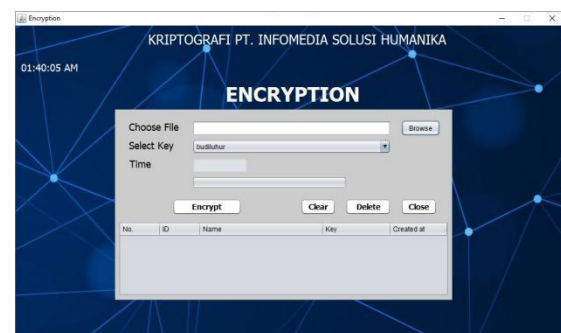 Encryption
KRIPTOGRAFI PT. INFOMEDIA SOLUSI HUMANIKA
01:40:05 AM
ENCRYPTION
Choose File Browse
Select Key budiluhur
Time
Encrypt Clear Delete Close
No. ID Name Key Created at